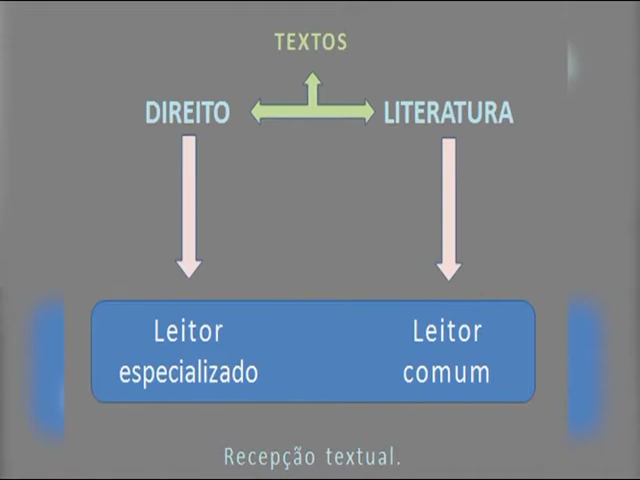 TEXTOS
DIREITO LITERATURA
Leitor especializado
Leitor comum
Recepção textual.